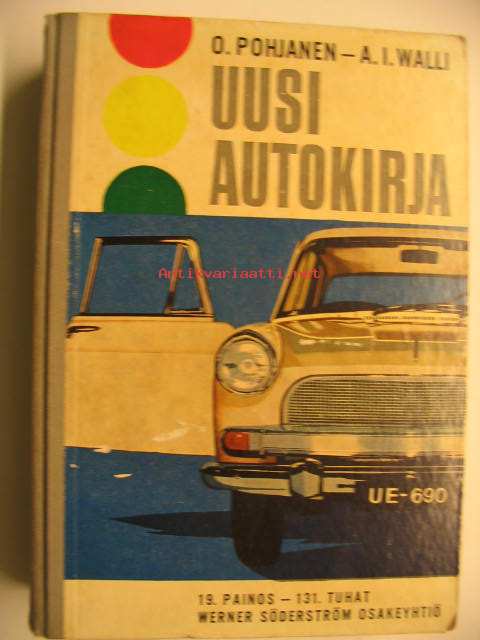 O. POHJANEN – A. I. WALLI
UUSI
AUTOKIRJA
Antikvariaatti.net
UE-690
19. PAINOS – 131. TUHAT
WERNER SÖDERSTRÖM OSAKEYHTIÖ